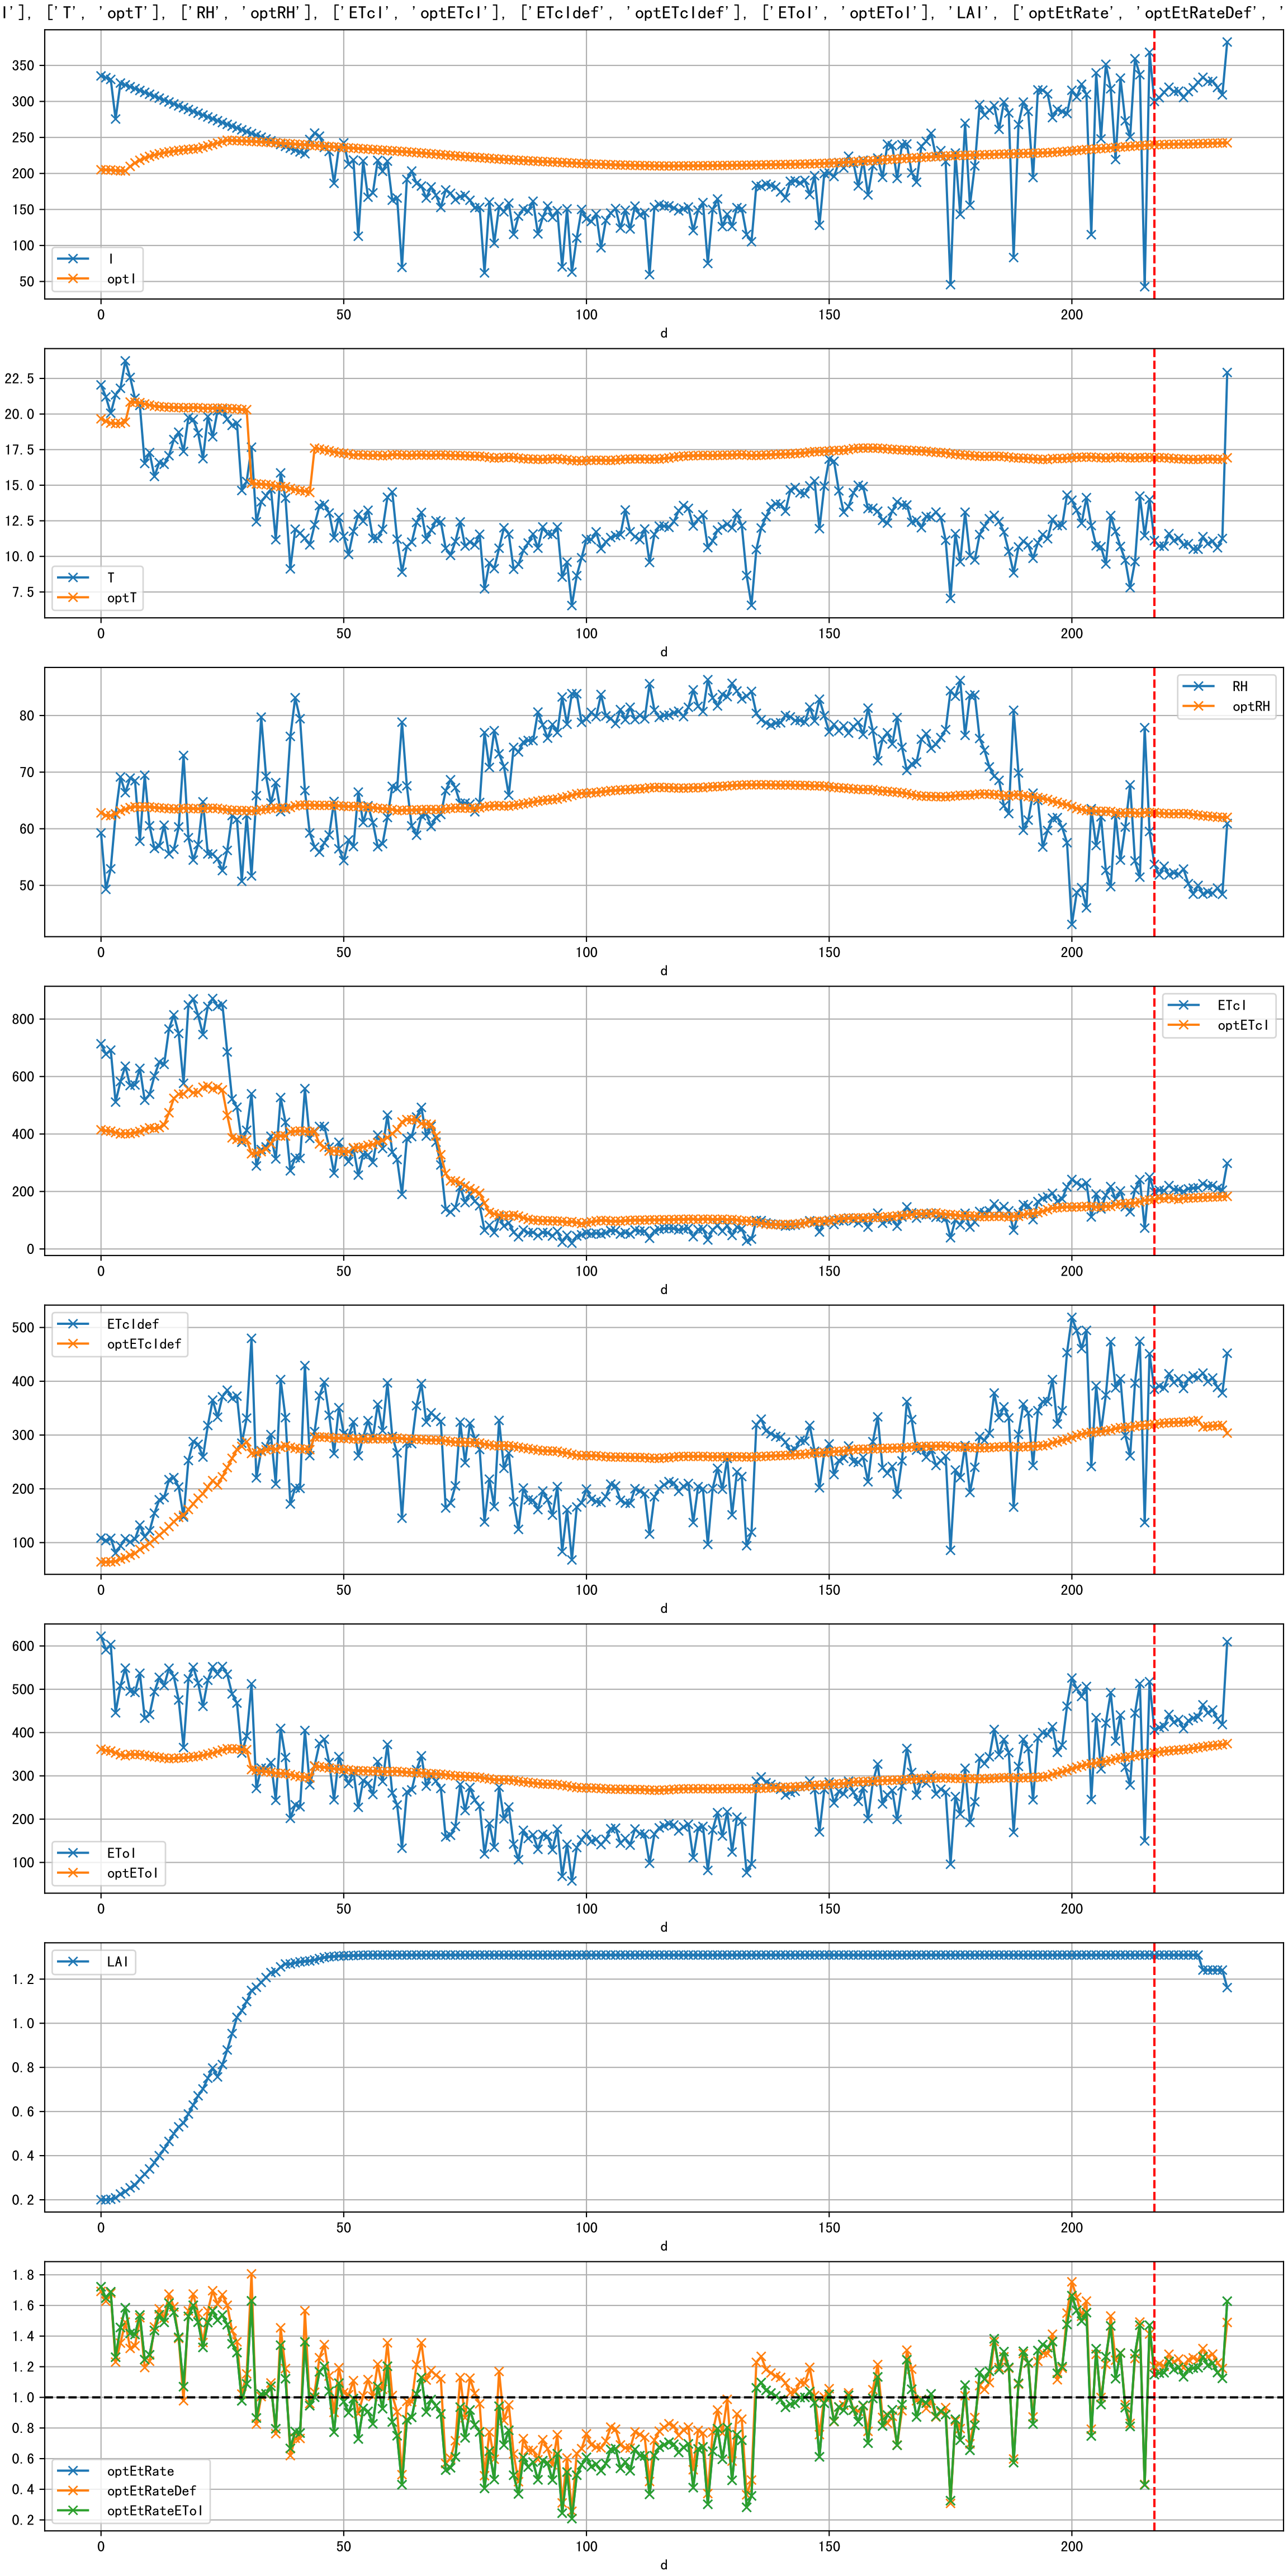 I'], ['T', 'optT'], ['RH', 'optRH'], ['ETcI', 'optETcI'], ['ETcIdef', 'optETcIdef'], ['EToI', 'optEToI'], 'LAI', ['optEtRate', 'optEtRateDef', '
350
300
250
200
150
100
50
I
optI
0 50 100 150 200
d
22.5
20.0
17.5
15.0
12.5
10.0
7.5
T
optT
0 50 100 150 200
d
80
70
60
50
RH
optRH
0 50 100 150 200
d
800
600
400
200
0
ETcI
optETcI
0 50 100 150 200
d
500
400
300
200
100
ETcIdef
optETcIdef
0 50 100 150 200
d
600
500
400
300
200
100
EToI
optEToI
0 50 100 150 200
d
1.2
1.0
0.8
0.6
0.4
0.2
LAI
0 50 100 150 200
d
1.8
1.6
1.4
1.2
1.0
0.8
0.6
0.4
0.2
optEtRate
optEtRateDef
optEtRateEToI
0 50 100 150 200
d